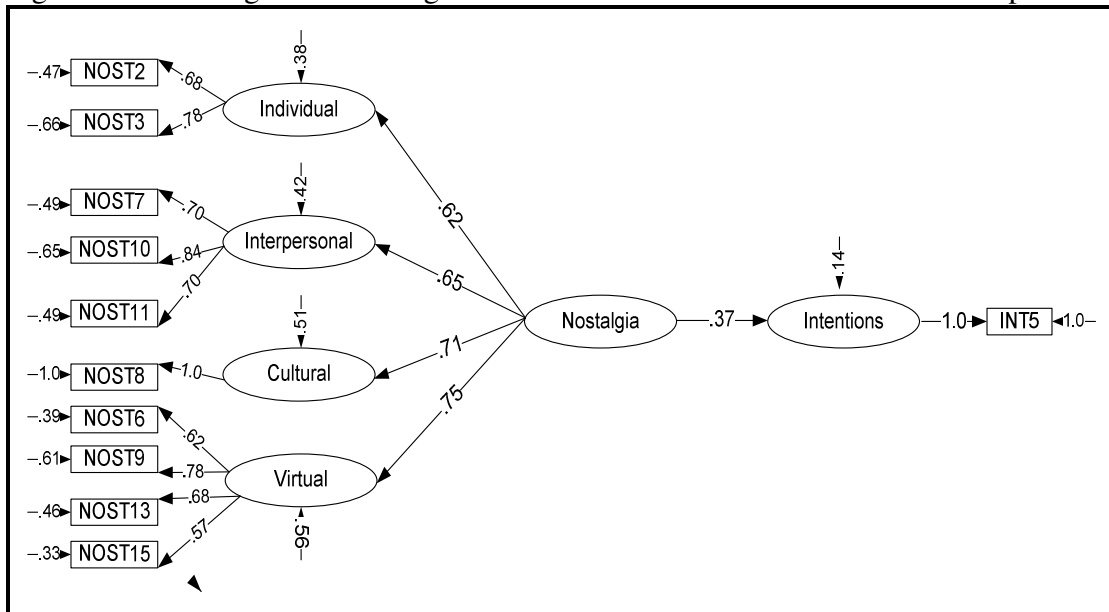 .38
-.47
NOST2
.68
Individual
-.66
NOST3
.78
.62
.42
-.49
NOST7
.70
Interpersonal
-.65
NOST10
.84
.65
.70
-.49
NOST11
.14
Nostalgia
.37
Intentions
1.0
INT5
1.0
.51
.71
-1.0
NOST8
1.0
Cultural
-.39
NOST6
.62
.75
-.61
NOST9
.78
Virtual
-.46
NOST13
.68
.57
.56
-.33
NOST15